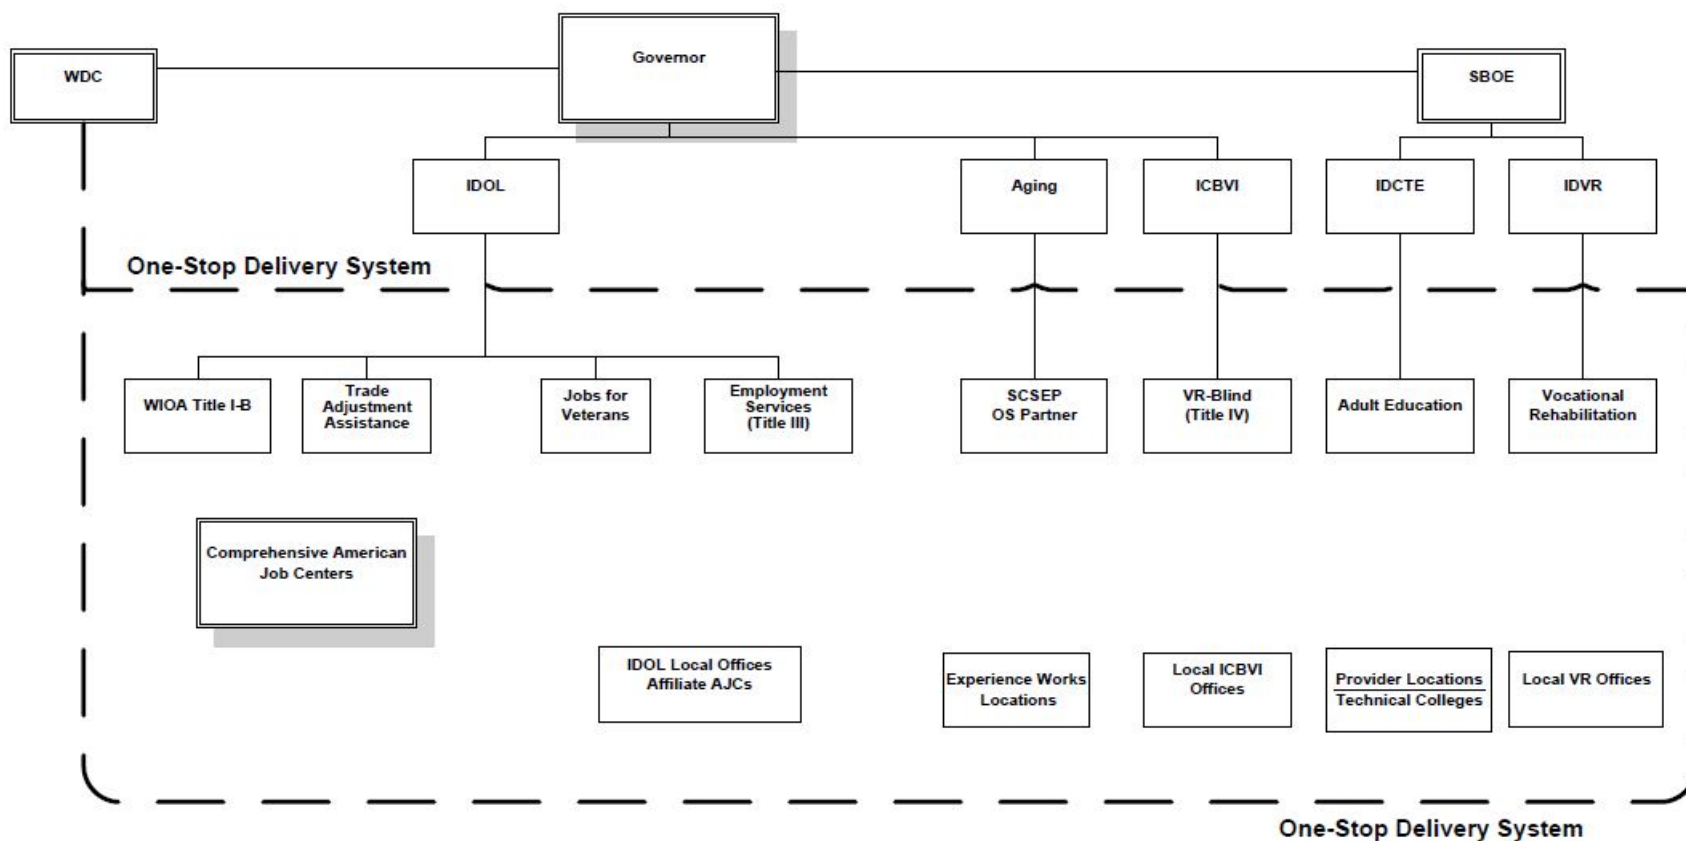 Governor
WDC
SBOE
IDOL
Aging
ICBVI
IDCTE
IDVR
One-Stop Delivery System
WIOA Title I-B
Trade
Adjustment
Assistance
Jobs for
Veterans
Employment
Services
(Title III)
SCSEP
OS Partner
VR-Blind
(Title IV)
Adult Education
Vocational
Rehabilitation
Comprehensive American
Job Centers
IDOL Local Offices
Affiliate AJCs
Experience Works
Locations
Local ICBVI
Offices
Provider Locations
Technical Colleges
Local VR Offices
One-Stop Delivery System